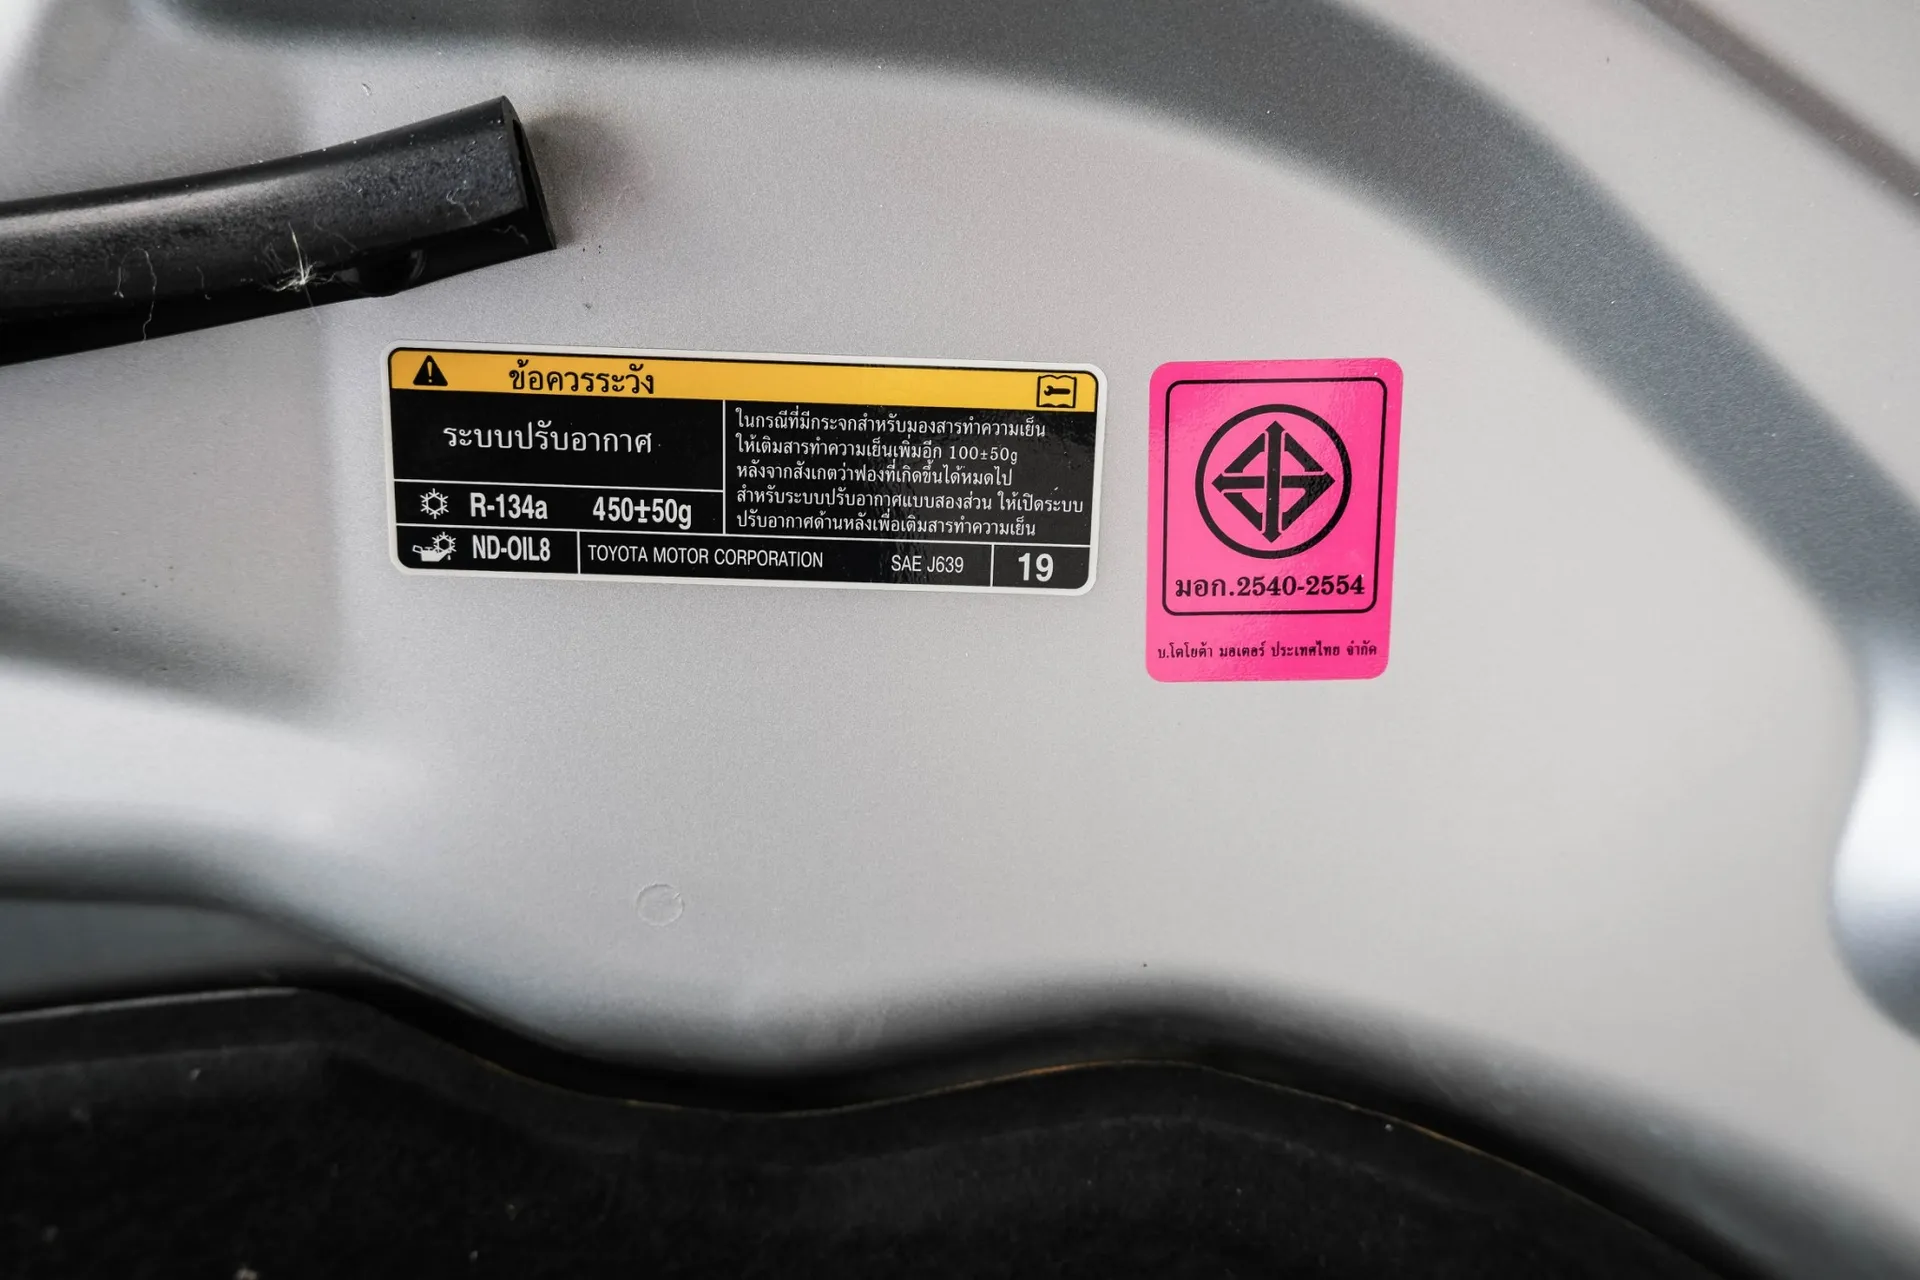 ข้อควรระวัง
ระบบปรับอากาศ
R-134a 450±50g
ในกรณีที่มีกระจกสำหรับมองสารทำความเย็น
ให้เติมสารทำความเย็นเพิ่มอีก 100±50g
หลังจากสังเกตว่าฟองที่เกิดขึ้นได้หมดไป
สำหรับระบบปรับอากาศแบบสองส่วน ให้เปิดระบบ
ปรับอากาศด้านหลังเพื่อเติมสารทำความเย็น
ND-OIL8
TOYOTA MOTOR CORPORATION SAE J639 19
มอก.2540-2554
บ.โตโยต้า มอเตอร์ ประเทศไทย จำกัด